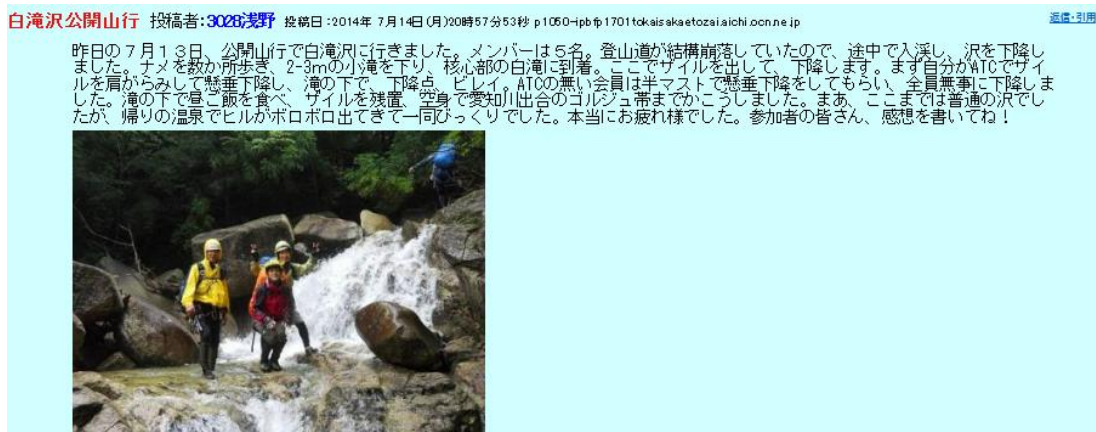 白滝沢公開山行 投稿者:3028浅野 投稿日:2014年 7月14日(月)20時57分53秒 p1050-ipbfp1701tokaisakaetozai.aichi.ocn.ne.jp 返信・引用
昨日の7月13日、公開山行で白滝沢に行きました。メンバーは5名。登山道が結構崩落していたので、途中で入渓し、沢を下降し
ました。ナメを数か所歩き、2-3mの小滝を下り、核心部の白滝に到着。ここでザイルを出して、下降します。まず自分がATCでザイ
ルを肩がらみして懸垂下降し、滝の下で、下降点、ビレイ。ATCの無い会員は半マストで懸垂下降をしてもらい、全員無事に下降しま
した。滝の下で昼ご飯を食べ、ザイルを残置、空身で愛知川出合のゴルジュ帯までかこうしました。まあ、ここまでは普通の沢でし
たが、帰りの温泉でヒルがボロボロ出てきて一同びっくりでした。本当にお疲れ様でした。参加者の皆さん、感想を書いてね!